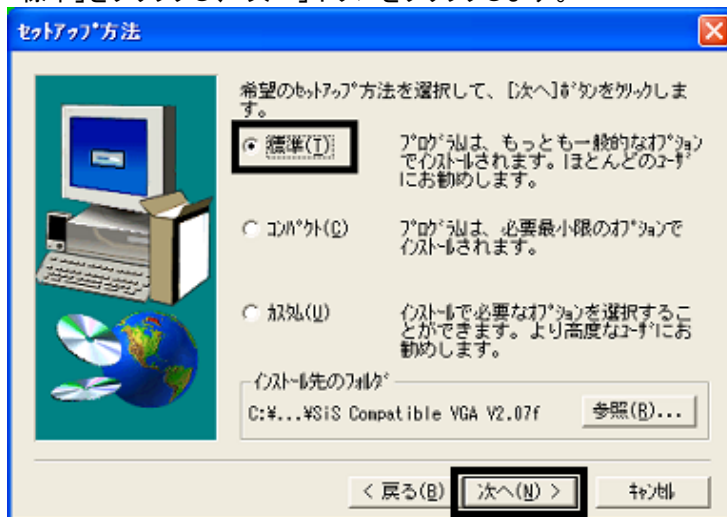 セットアップ方法
希望のセットアップ方法を選択して、[次へ]ボタンをクリックしま
す。
標準(T)
プログラムは、もっとも一般的なオプション
でインストールされます。ほとんどのユーザ
にお勧めします。
コンパクト(C)
プログラムは、必要最小限のオプションで
インストールされます。
カスタム(U)
インストールで必要なオプションを選択するこ
とができます。より高度なユーザにお
勧めします。
インストール先のフォルダ
C:¥...¥SiS Compatible VGA V2.07f
参照(R)...
< 戻る(B)
次へ(N) >
キャンセル